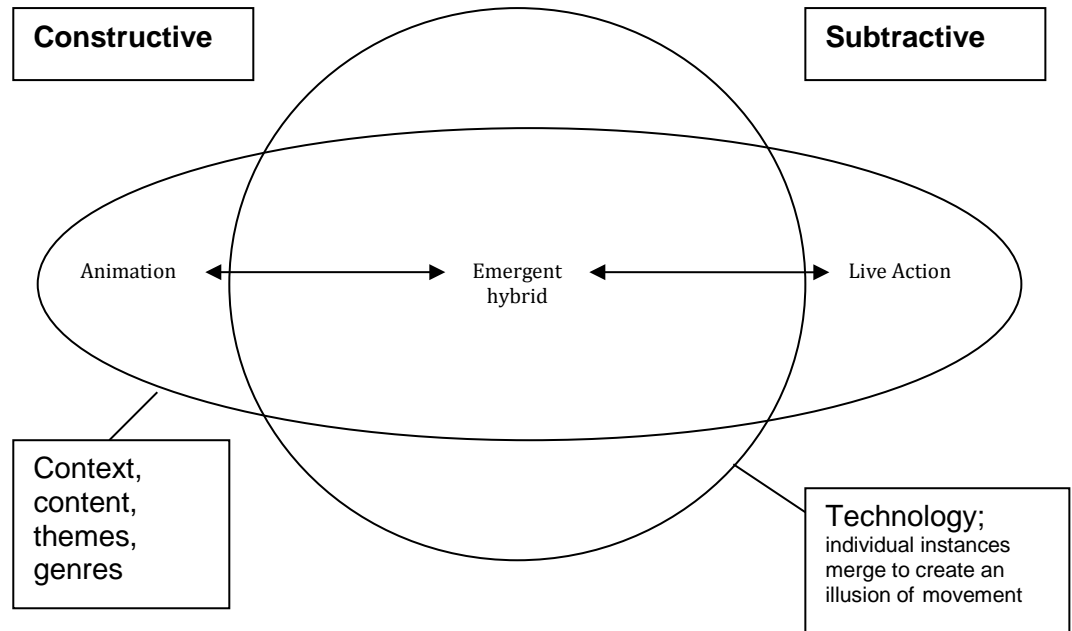 Constructive
Subtractive
Animation
Emergent
hybrid
Live Action
Context,
content,
themes,
genres
Technology;
individual instances
merge to create an
illusion of movement